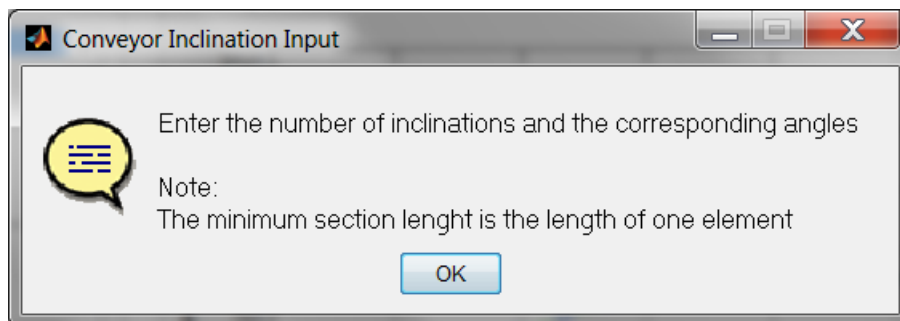 Conveyor Inclination Input
Enter the number of inclinations and the corresponding angles
Note:
The minimum section lenght is the length of one element
OK